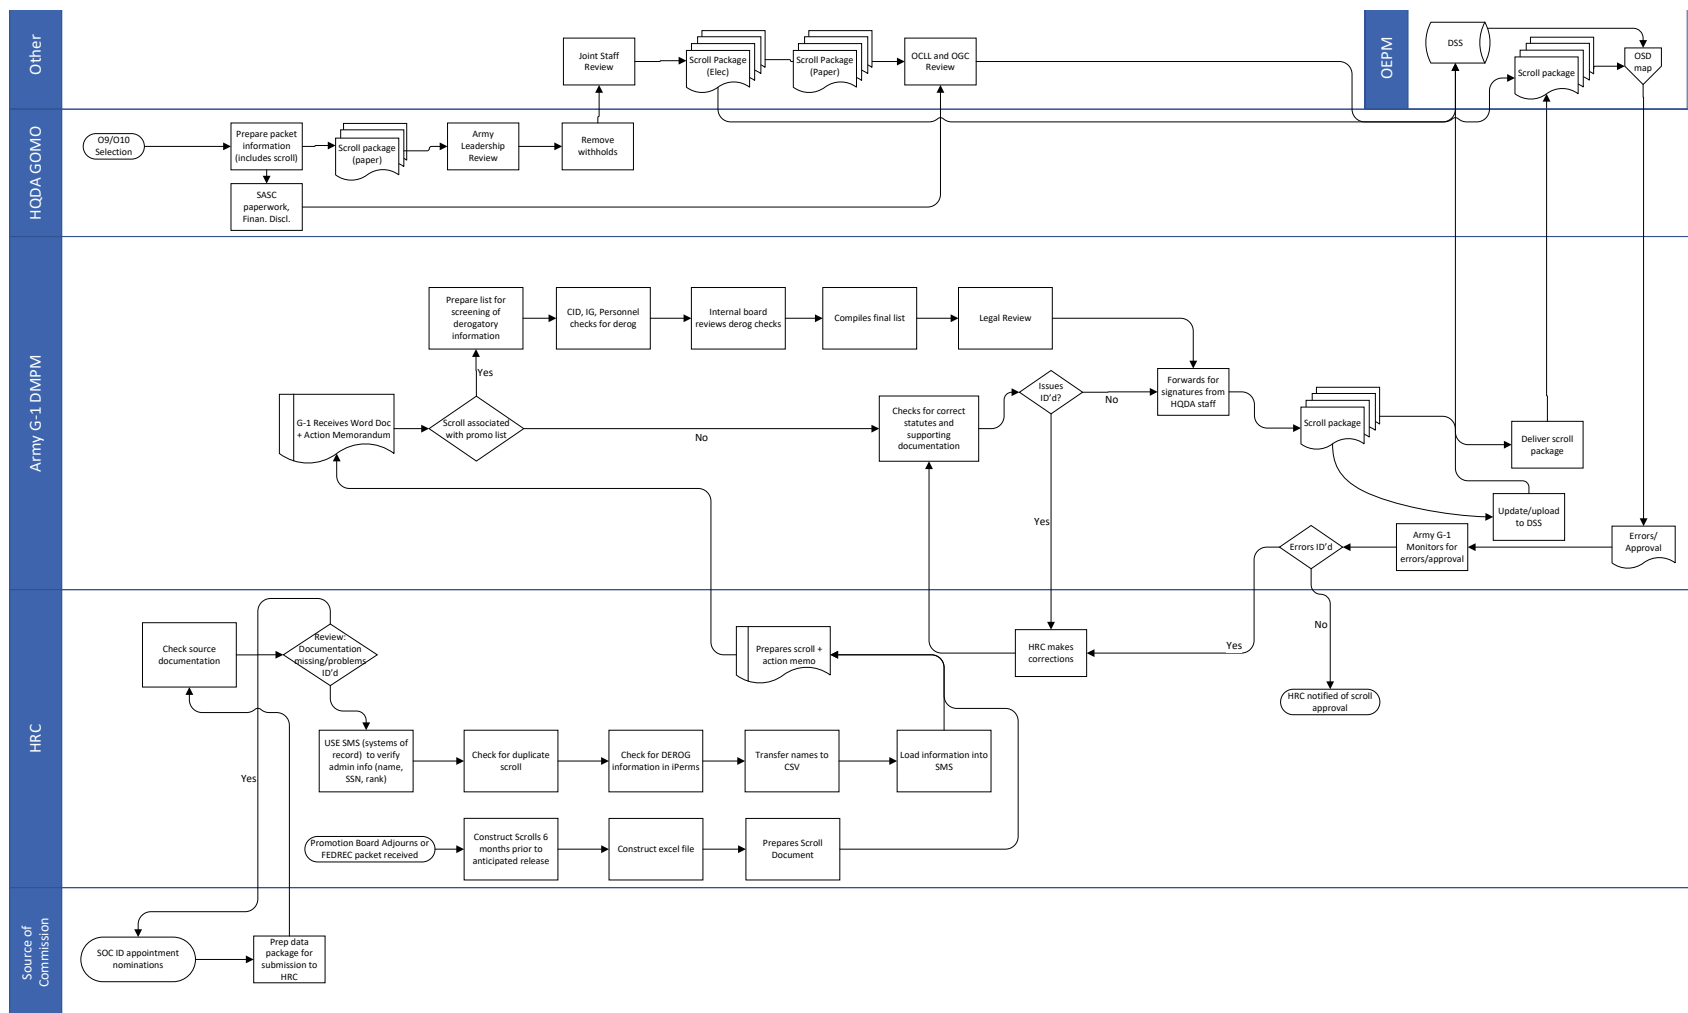 Other
Joint Staff
Review
Scroll Package
(Elec)
Scroll Package
(Paper)
OCLL and OGC
Review
OEPM
DSS
Scroll package
OSD
map
HQDA GOMO
O9/O10
Selection
Prepare packet
information
(includes scroll)
Scroll package
(paper)
Army
Leadership
Review
Remove
withholds
SASC
paperwork,
Finan. Discl.
Army G-1 DMPM
Prepare list for
screening of
derogatory
information
CID, IG, Personnel
checks for derog
Internal board
reviews derog checks
Compiles final list
Legal Review
Yes
G-1 Receives Word Doc
+ Action Memorandum
Scroll associated
with promo list
No
Checks for correct
statutes and
supporting
documentation
Issues
ID'd?
No
Forwards for
signatures from
HQDA staff
Scroll package
Deliver scroll
package
Yes
Update/upload
to DSS
Errors ID'd
Army G-1
Monitors for
errors/approval
Errors/
Approval
HRC
Check source
documentation
Review:
Documentation
missing/problems
ID'd
Prepares scroll +
action memo
HRC makes
corrections
Yes
No
HRC notified of scroll
approval
Yes
USE SMS (systems of
record) to verify
admin info (name,
SSN, rank)
Check for duplicate
scroll
Check for DEROG
information in iPerms
Transfer names to
CSV
Load information into
SMS
Promotion Board Adjourns or
FEDREC packet received
Construct Scrolls 6
months prior to
anticipated release
Construct excel file
Prepares Scroll
Document
Source of
Commission
SOC ID appointment
nominations
Prep data
package for
submission to
HRC